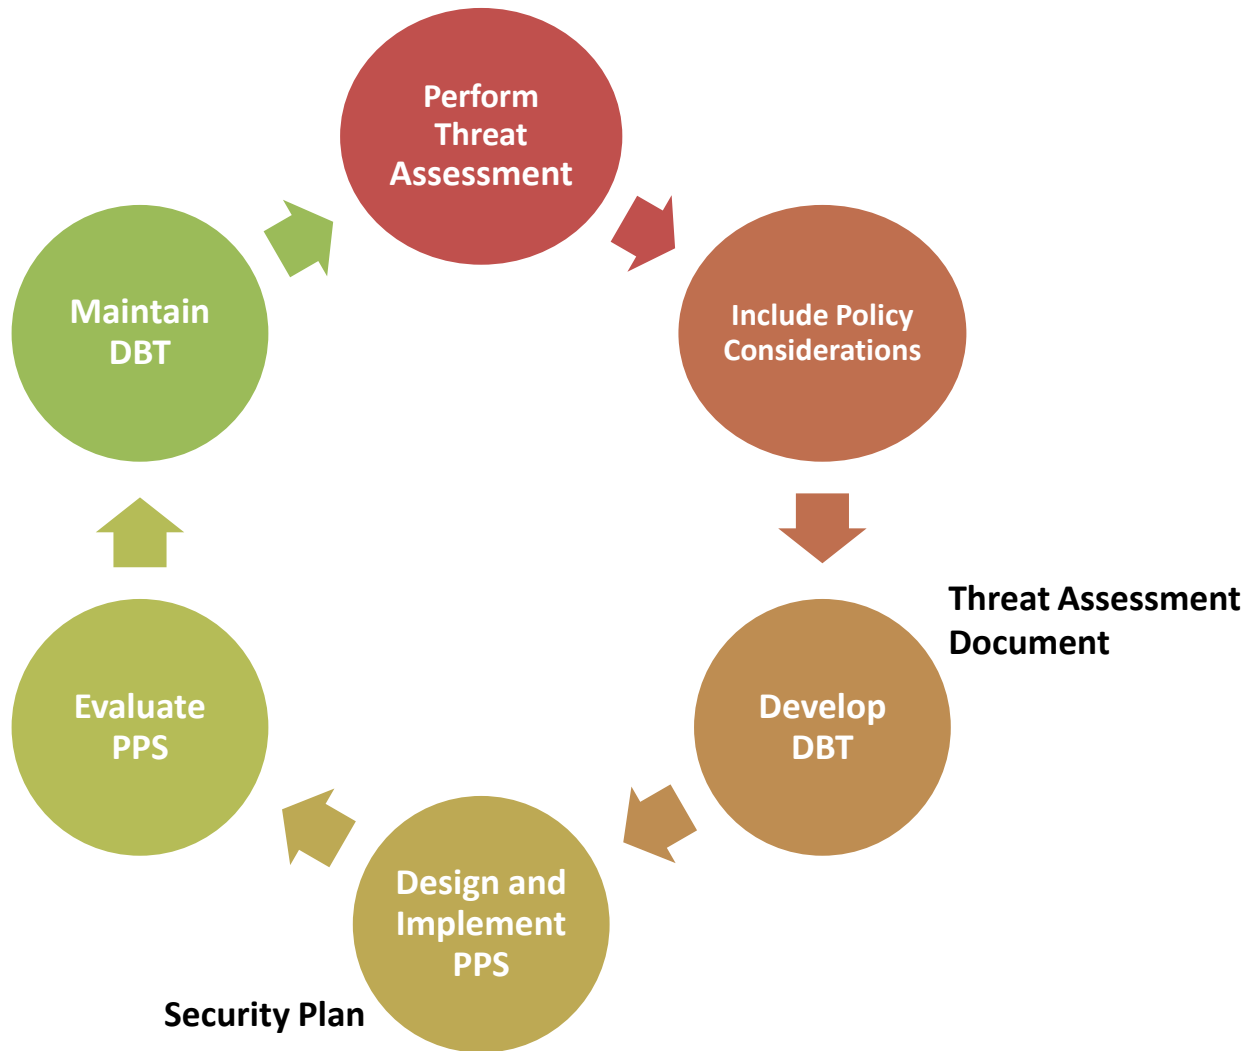 Perform
Threat
Assessment
Include Policy
Considerations
Threat Assessment
Document
Develop
DBT
Design and
Implement
PPS
Security Plan
Evaluate
PPS
Maintain
DBT